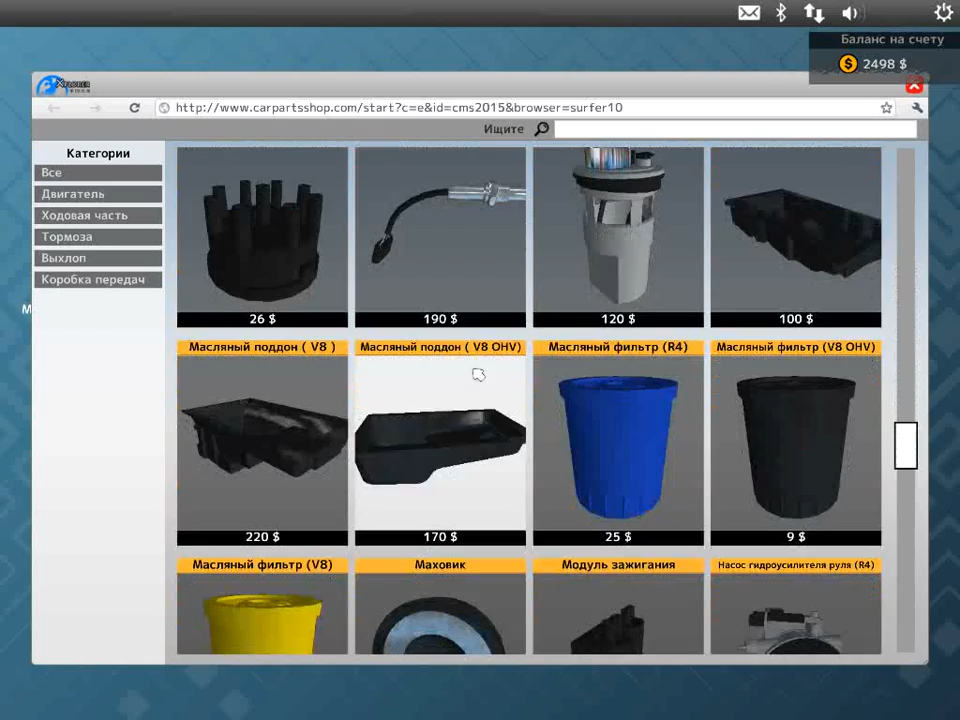 Баланс на счету
$ 2498 $
XPLORER
http://www.carpartsshop.com/start?c=e&id=cms2015&browser=surfer10
Ищите
Категории
Все
Двигатель
Ходовая часть
Тормоза
Выхлоп
Коробка передач
М
26 $
190 $
120 $
100 $
Масляный поддон ( V8 )
Масляный поддон ( V8 OHV)
Масляный фильтр (R4)
Масляный фильтр (V8 OHV)
220 $
170 $
25 $
9 $
Масляный фильтр (V8)
Маховик
Модуль зажигания
Насос гидроусилителя руля (R4)